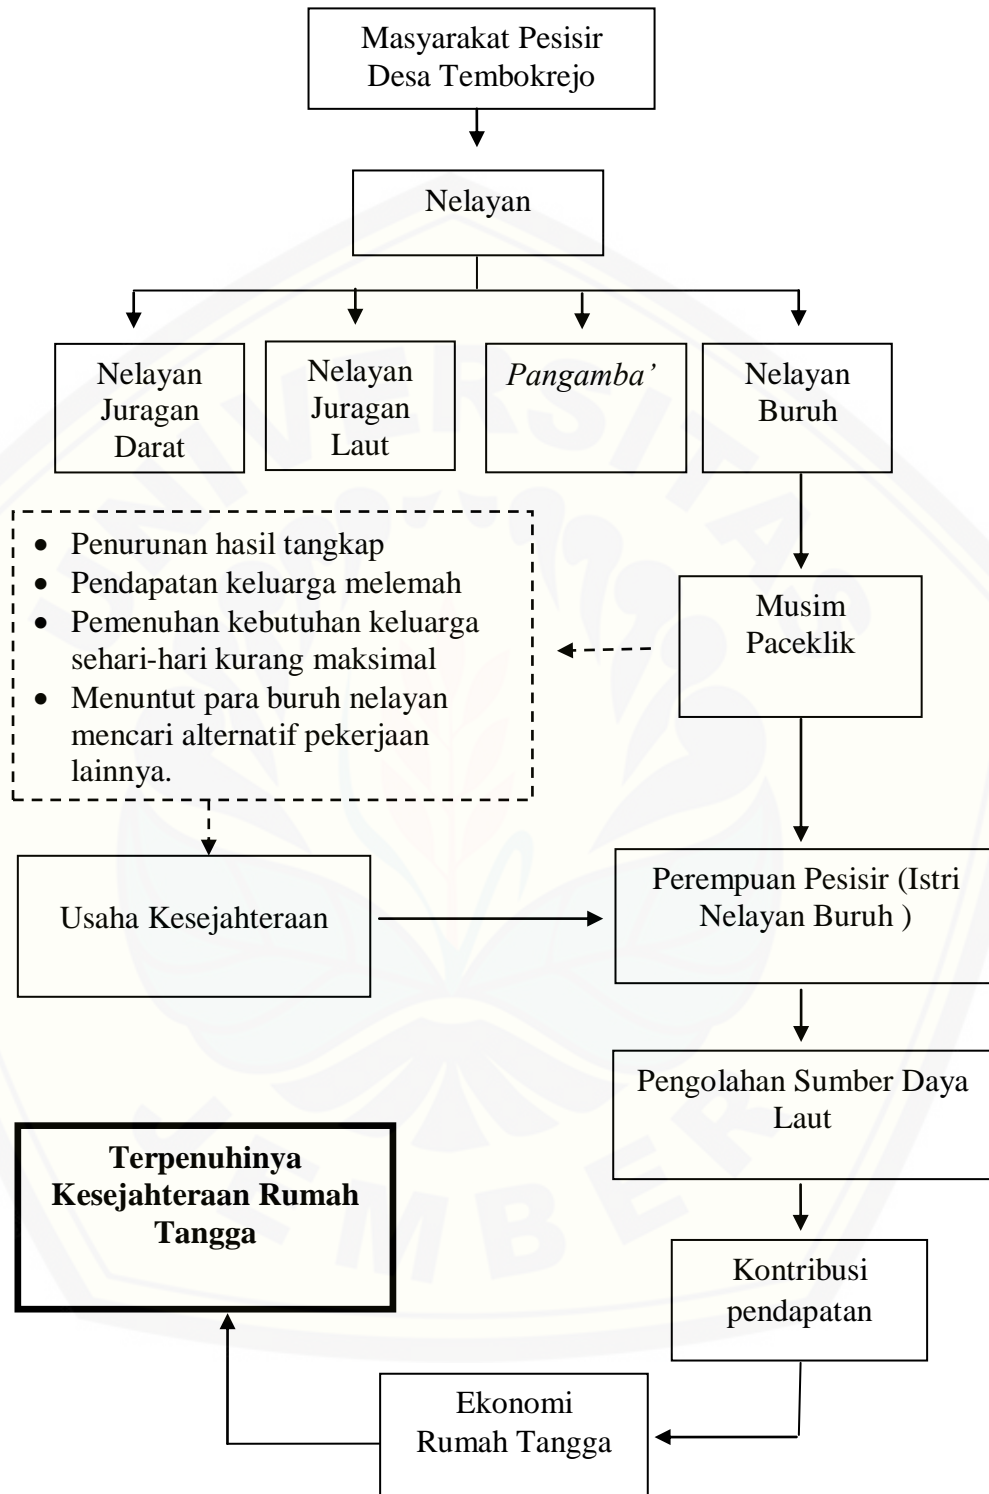 Masyarakat Pesisir
Desa Tembokrejo
Nelayan
Nelayan
Juragan
Darat
Nelayan
Juragan
Laut
Pangamba’
Nelayan
Buruh
• Penurunan hasil tangkap
• Pendapatan keluarga melemah
• Pemenuhan kebutuhan keluarga
sehari-hari kurang maksimal
• Menuntut para buruh nelayan
mencari alternatif pekerjaan
lainnya.
Musim
Paceklik
Usaha Kesejahteraan
Perempuan Pesisir (Istri
Nelayan Buruh )
Pengolahan Sumber Daya
Laut
Terpenuhinya
Kesejahteraan Rumah
Tangga
Kontribusi
pendapatan
Ekonomi
Rumah Tangga
UNIVERSITAS
JEMBER